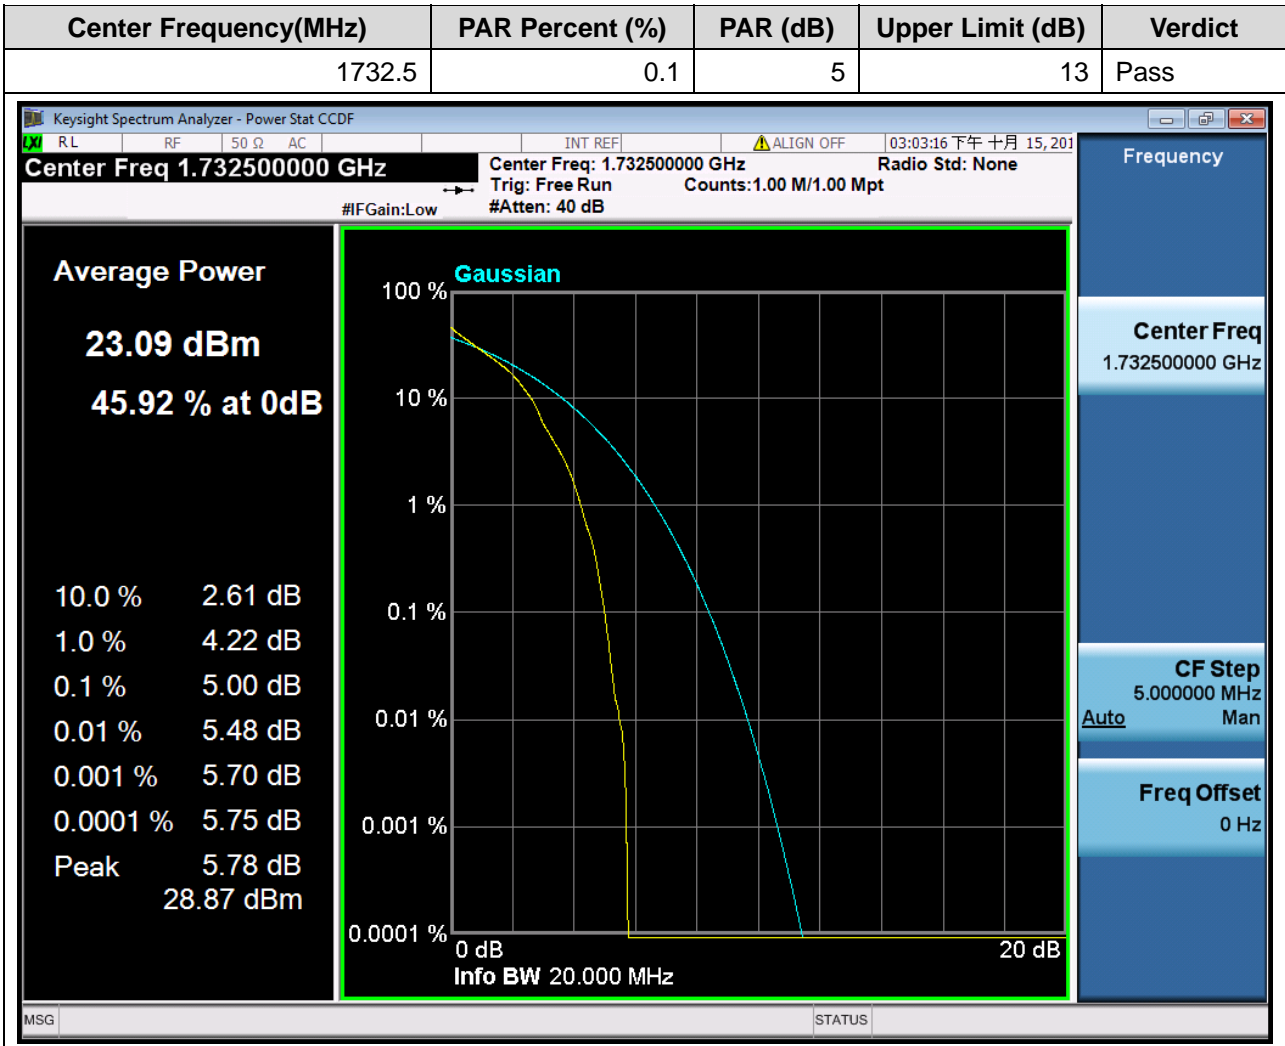 Center Frequency(MHz) PAR Percent (%) PAR (dB) Upper Limit (dB) Verdict
1732.5 0.1 5 13 Pass
Keysight Spectrum Analyzer - Power Stat CCDF
LXI RL RF 50 Ω AC INT REF ALIGN OFF 03:03:16 下午 十月 15, 201
Center Freq 1.732500000 GHz
Center Freq: 1.732500000 GHz Radio Std: None
Trig: Free Run Counts:1.00 M/1.00 Mpt
#IFGain:Low #Atten: 40 dB
Average Power
23.09 dBm
45.92 % at 0dB
10.0 % 2.61 dB
1.0 % 4.22 dB
0.1 % 5.00 dB
0.01 % 5.48 dB
0.001 % 5.70 dB
0.0001 % 5.75 dB
Peak 5.78 dB
28.87 dBm
Gaussian
100 %
10 %
1 %
0.1 %
0.01 %
0.001 %
0.0001 %
0 dB 20 dB
Info BW 20.000 MHz
Frequency
Center Freq
1.732500000 GHz
CF Step
5.000000 MHz
Auto Man
Freq Offset
0 Hz
MSG STATUS